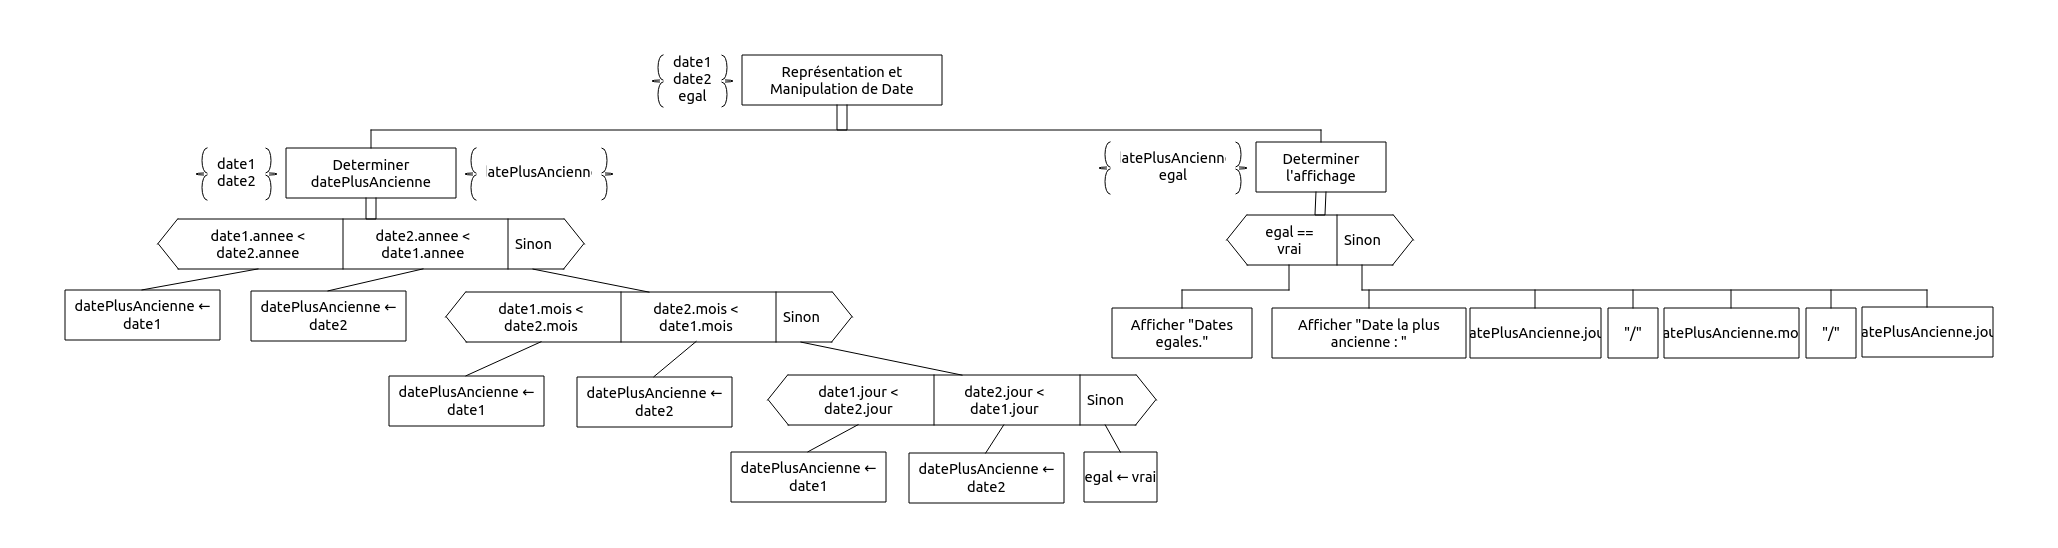 date1
date2
egal
Représentation et
Manipulation de Date
date1
date2
Determiner
datePlusAncienne
latePlusAncienn
latePlusAncienne
egal
Determiner
l'affichage
date1.annee <
date2.annee
date2.annee <
date1.annee
Sinon
egal ==
vrai
Sinon
datePlusAncienne ←
date1
datePlusAncienne ←
date2
date1.mois <
date2.mois
date2.mois <
date1.mois
Sinon
Afficher "Dates
egales."
Afficher "Date la plus
ancienne : "
atePlusAncienne.jou
"/"
atePlusAncienne.mo
"/"
atePlusAncienne.jou
datePlusAncienne ←
date1
datePlusAncienne ←
date2
date1.jour <
date2.jour
date2.jour <
date1.jour
Sinon
datePlusAncienne ←
date1
datePlusAncienne ←
date2
egal ← vrai